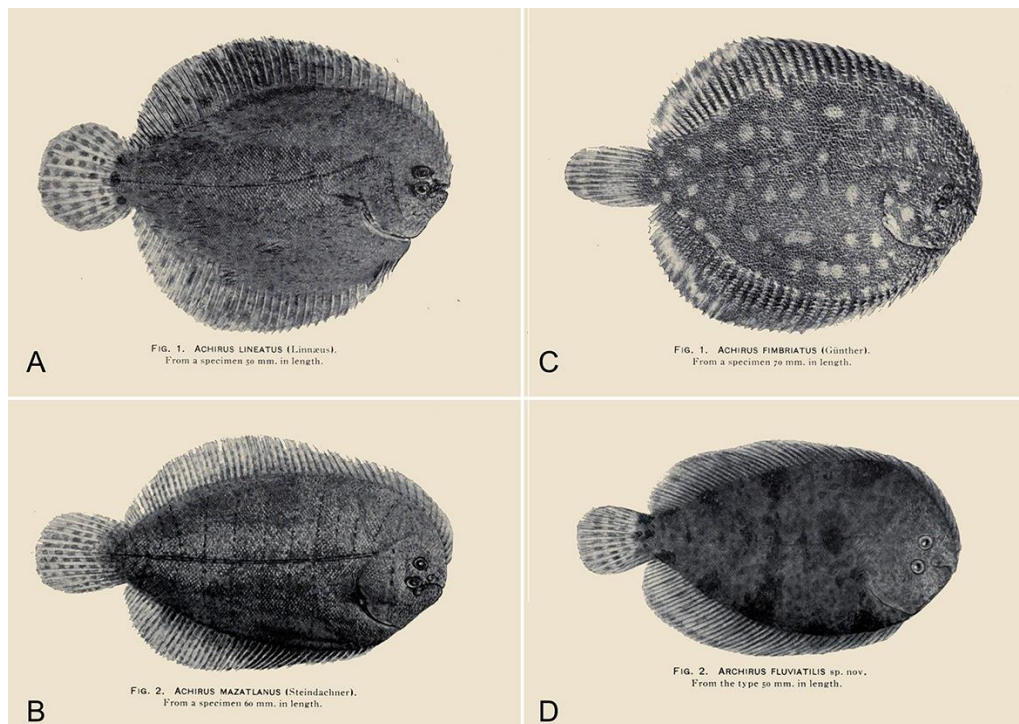 FIG. 1. ACHIRUS LINEATUS (Linnæus).
From a specimen 50 mm. in length.
A
FIG. 1. ACHIRUS FIMBRIATUS (Günther).
From a specimen 70 mm. in length.
C
FIG. 2. ACHIRUS MAZATLANUS (Steindachner).
From a specimen 60 mm. in length.
B
FIG. 2. ARCHIRUS FLUVIATILIS sp. nov.
From the type 50 mm. in length.
D